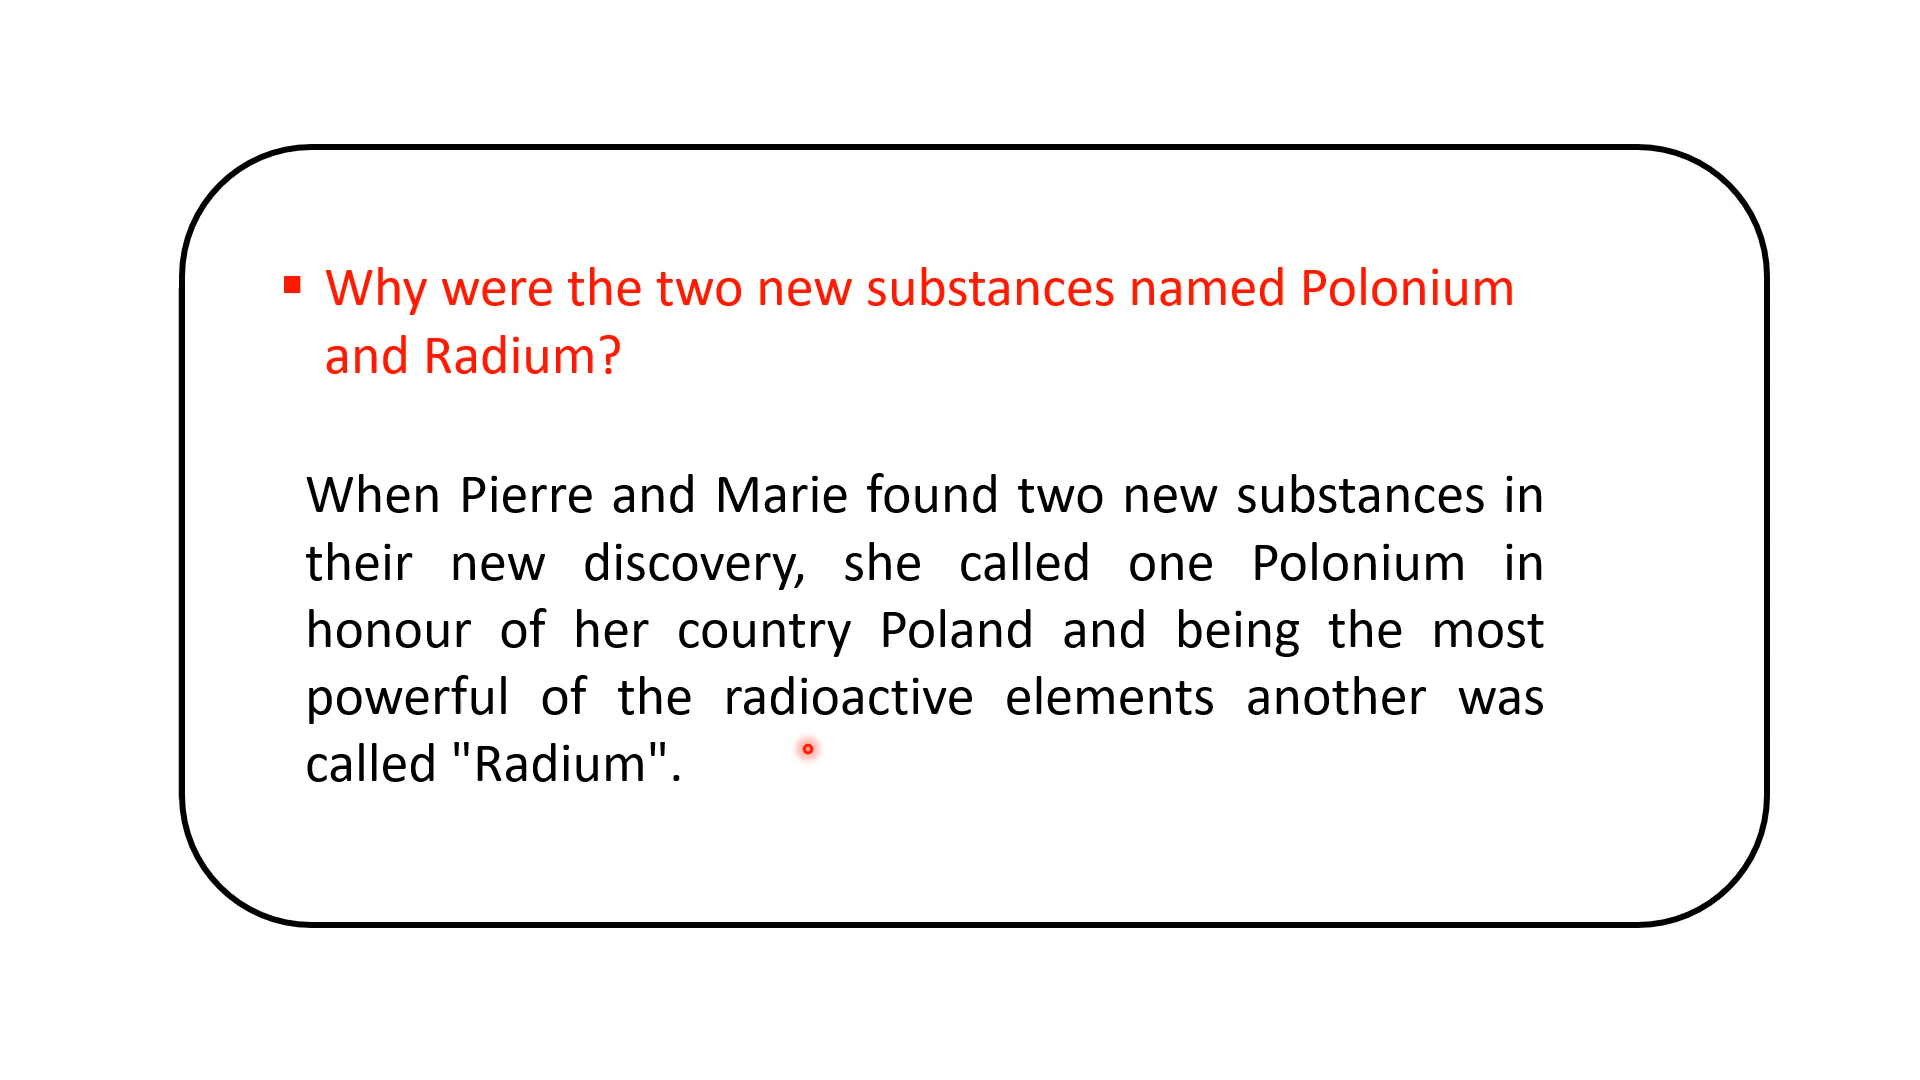 ▪ Why were the two new substances named Polonium
and Radium?
When Pierre and Marie found two new substances in
their new discovery, she called one Polonium in
honour of her country Poland and being the most
powerful of the radioactive elements another was
called "Radium".